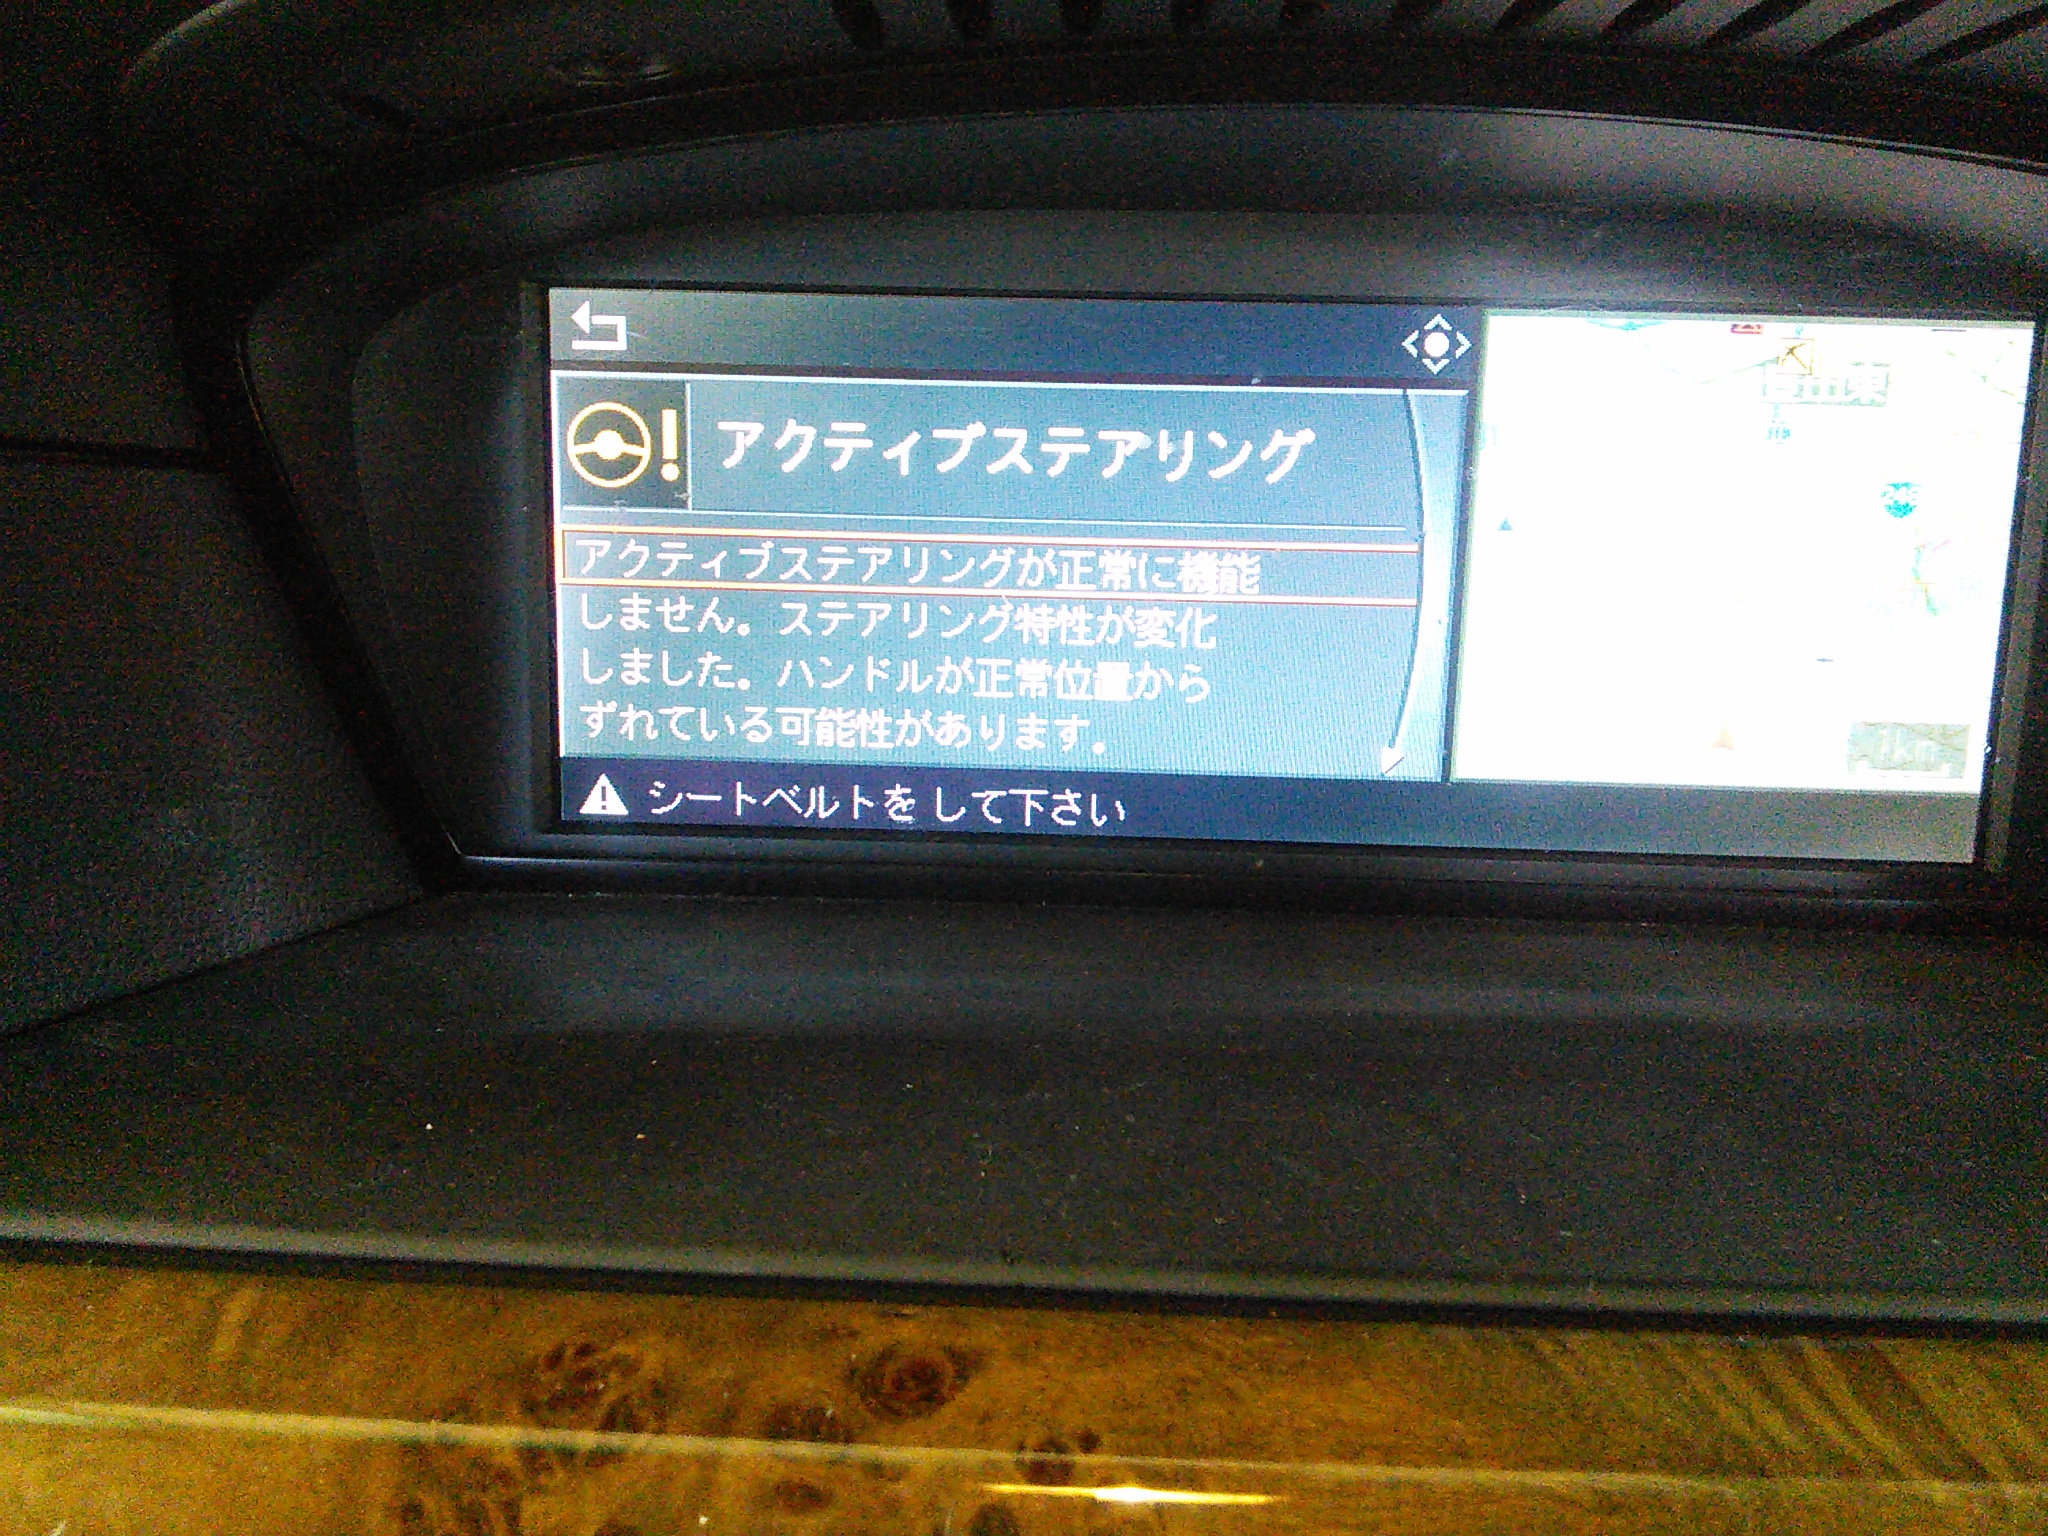 アクティブステアリング
アクティブステアリングが正常に機能
しません。ステアリング特性が変化
しました。ハンドルが正常位置から
ずれている可能性があります。
シートベルトを して下さい
1km